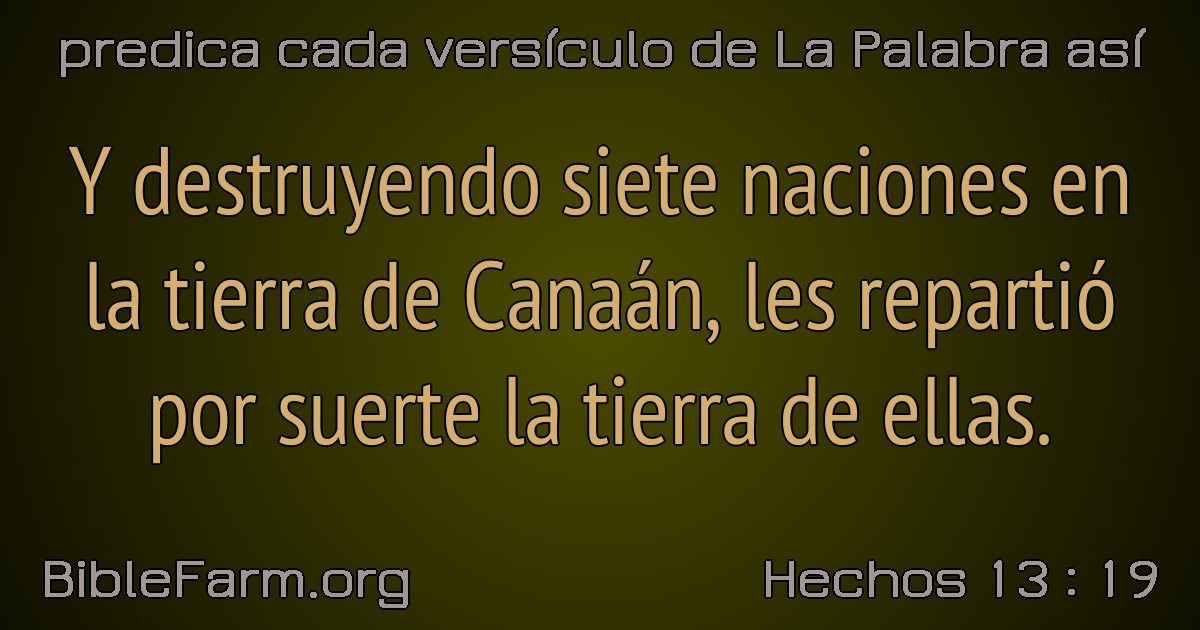 predica cada versículo de La Palabra así
Y destruyendo siete naciones en
la tierra de Canaán, les repartió
por suerte la tierra de ellas.
BibleFarm.org
Hechos 13 : 19